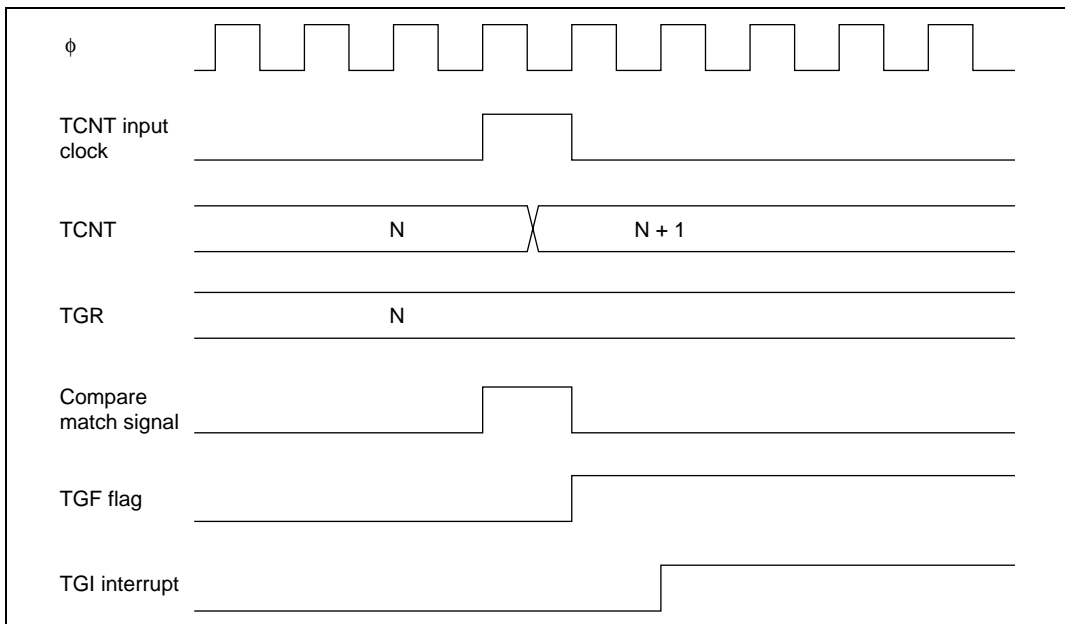 ϕ
TCNT input
clock
TCNT
N
N + 1
TGR
N
Compare
match signal
TGF flag
TGI interrupt